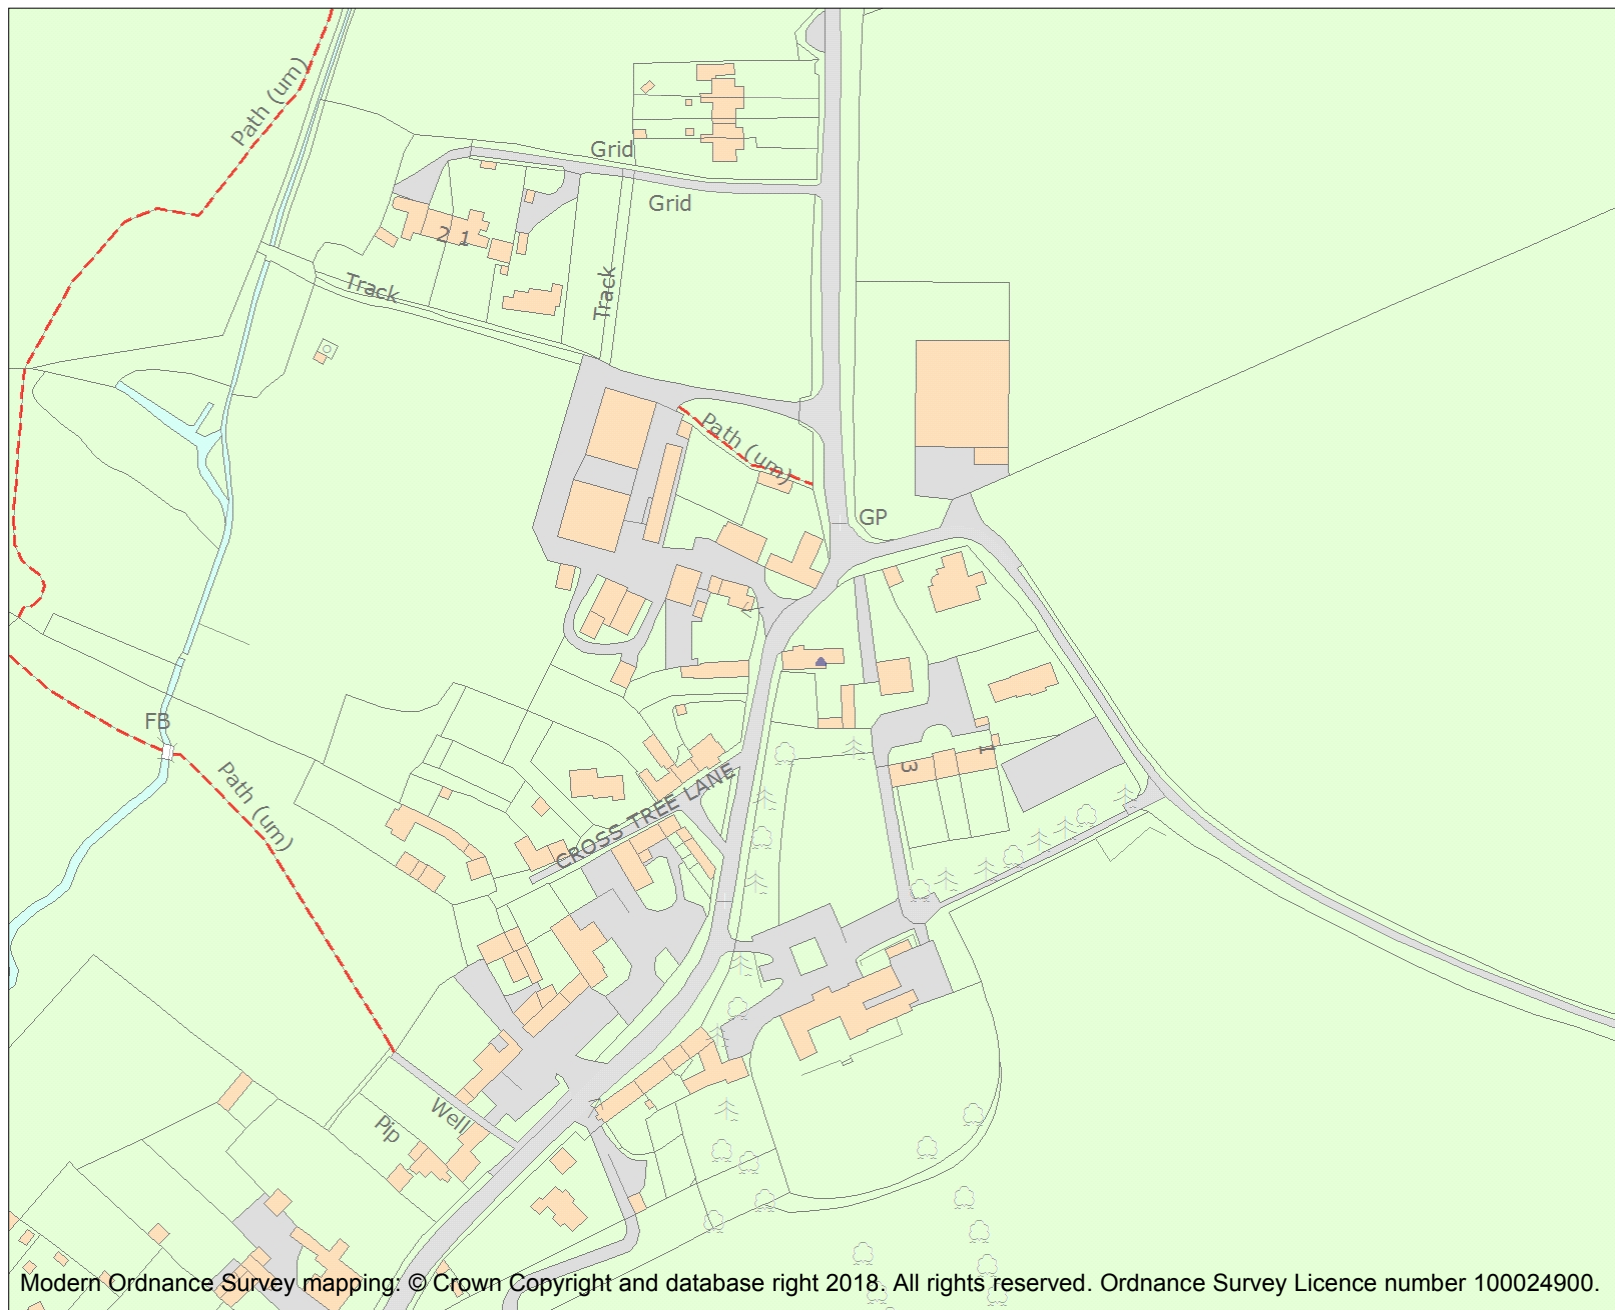 Path (um)
Grid
Grid
2 1
Track
Track
Path (um)
GP
FB
Path (um)
1
3
CROSS TREE LANE
Well
Pip
Modern Ordnance Survey mapping: © Crown Copyright and database right 2018. All rights reserved. Ordnance Survey Licence number 100024900.